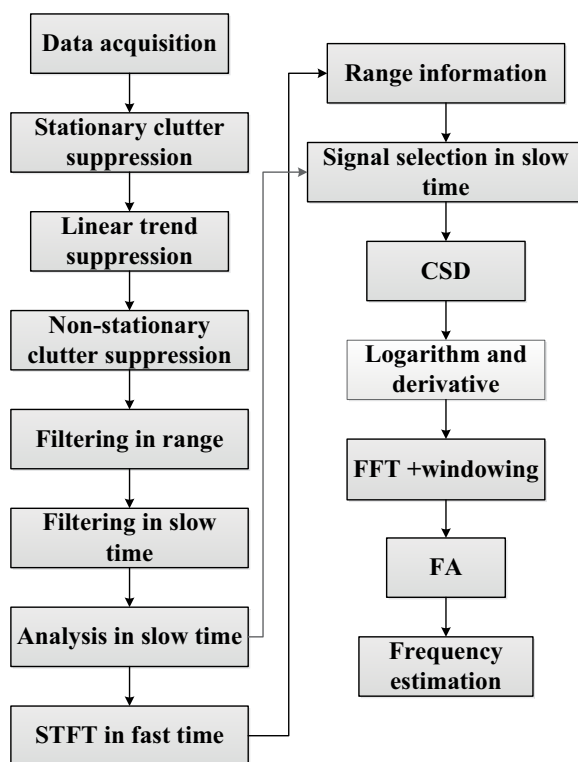 Data acquisition
Stationary clutter
suppression
Linear trend
suppression
Non-stationary
clutter suppression
Filtering in range
Filtering in slow
time
Analysis in slow time
STFT in fast time
Range information
Signal selection in slow
time
CSD
Logarithm and
derivative
FFT +windowing
FA
Frequency
estimation